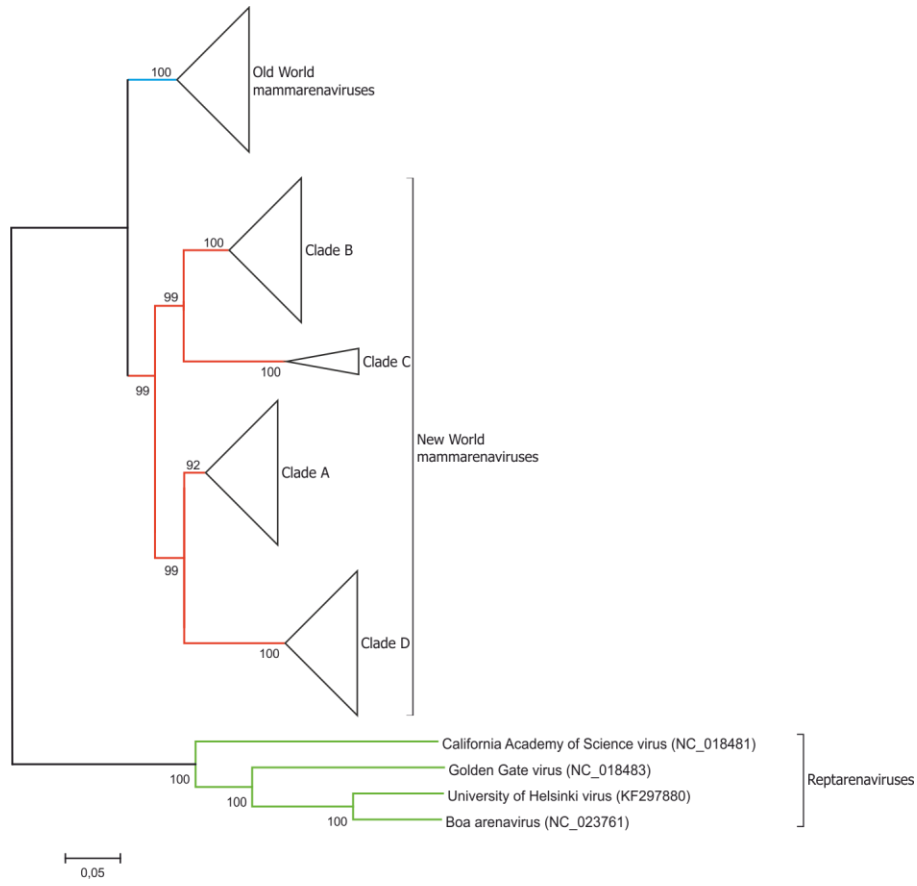 100
Old World
mammarenaviruses
100
Clade B
99
Clade C
100
99
New World
mammarenaviruses
92
Clade A
99
Clade D
100
California Academy of Science virus (NC_018481)
100
Golden Gate virus (NC_018483)
Reptarenaviruses
100
University of Helsinki virus (KF297880)
100
Boa arenavirus (NC_023761)
0,05